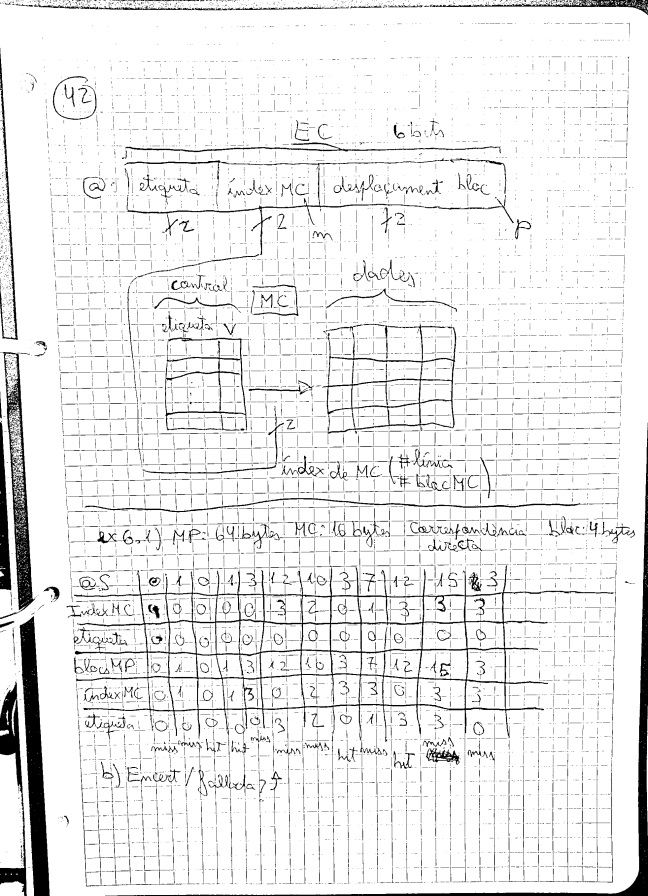 42
EC 6 bits
@: etiqueta índex MC desplaçament bloc
2 2 m 2 p
control MC dades
etiqueta V
2
índex de MC (#línia
#bloc MC)
ex 6.1) MP: 64 bytes MC: 16 bytes Correspondència directa bloc: 4 bytes
@S 0 1 0 1 3 12 10 3 7 12 15 3
Index MC 0 0 0 0 3 2 0 1 3 3 3
etiqueta 0 0 0 0 0 0 0 0 0 0 0 0
blocs MP 0 1 0 1 3 12 10 3 7 12 15 3
índex MC 0 1 0 1 3 0 2 3 3 0 3 3
etiqueta 0 0 0 0 0 3 2 0 1 3 3 0
miss miss hit hit miss miss miss hit miss hit miss miss
b) Encert / fallada?